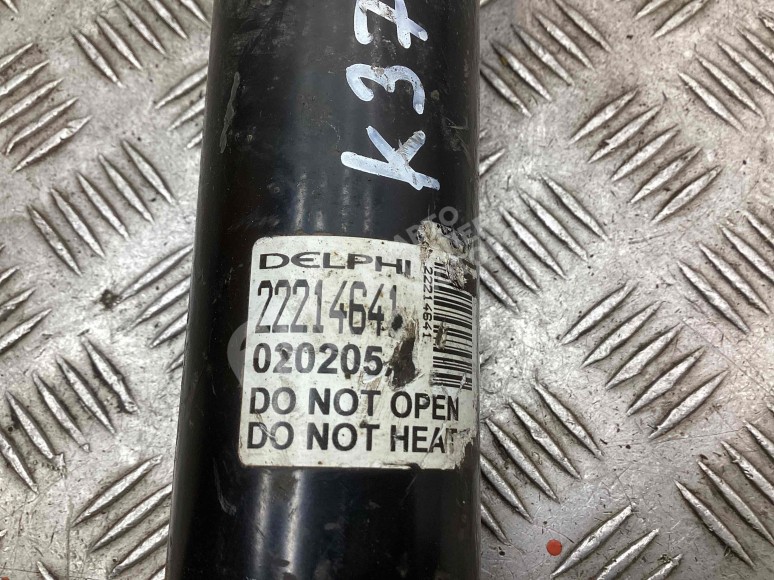 K37
DELPHI
22214641
22214641
020205
DO NOT OPEN
DO NOT HEAT